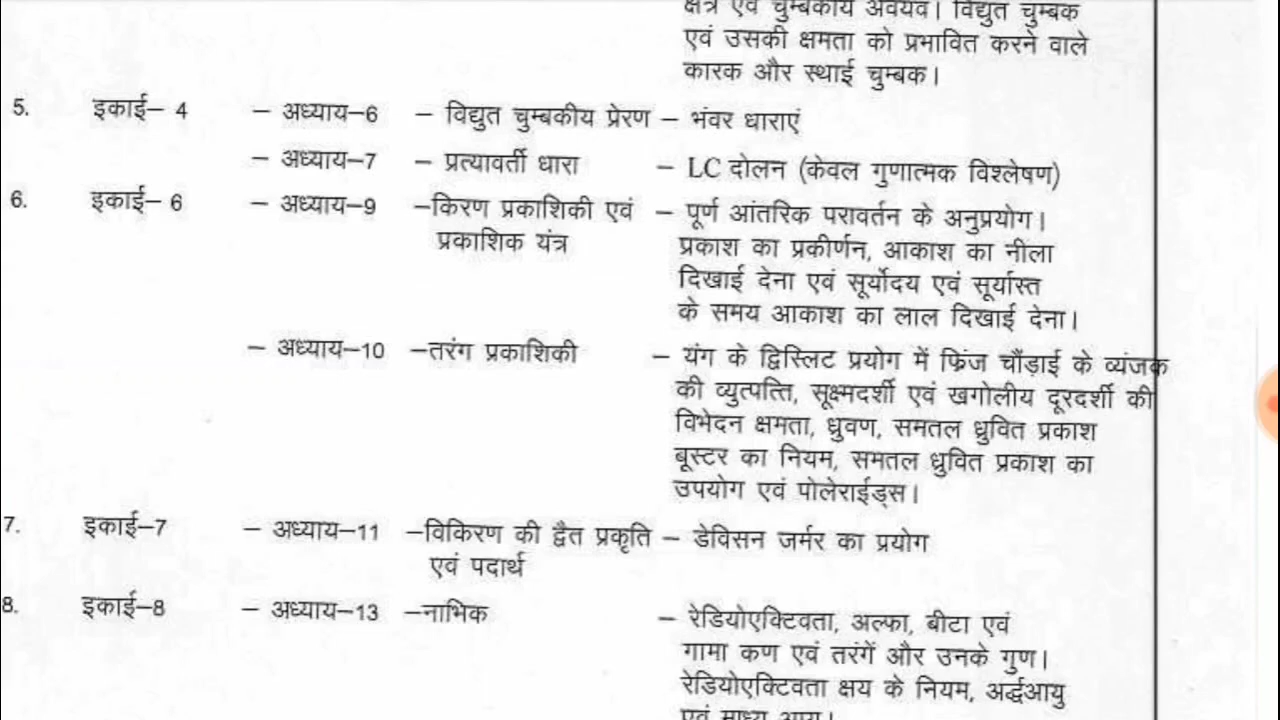 क्षेत्र एवं चुम्बकीय अवयव। विद्युत चुम्बक
एवं उसकी क्षमता को प्रभावित करने वाले
कारक और स्थाई चुम्बक।
5. इकाई– 4 – अध्याय–6 – विद्युत चुम्बकीय प्रेरण – भंवर धाराएं
– अध्याय–7 – प्रत्यावर्ती धारा – LC दोलन (केवल गुणात्मक विश्लेषण)
6. इकाई– 6 – अध्याय–9 –किरण प्रकाशिकी एवं – पूर्ण आंतरिक परावर्तन के अनुप्रयोग।
प्रकाशिक यंत्र प्रकाश का प्रकीर्णन, आकाश का नीला
दिखाई देना एवं सूर्योदय एवं सूर्यास्त
के समय आकाश का लाल दिखाई देना।
– अध्याय–10 –तरंग प्रकाशिकी – यंग के द्विस्लिट प्रयोग में फ्रिंज चौंड़ाई के व्यंजक
की व्युत्पत्ति, सूक्ष्मदर्शी एवं खगोलीय दूरदर्शी की
विभेदन क्षमता, ध्रुवण, समतल ध्रुवित प्रकाश
बूस्टर का नियम, समतल ध्रुवित प्रकाश का
उपयोग एवं पोलेराईड्स।
7. इकाई–7 – अध्याय–11 –विकिरण की द्वैत प्रकृति – डेविसन जर्मर का प्रयोग
एवं पदार्थ
8. इकाई–8 – अध्याय–13 –नाभिक – रेडियोएक्टिवता, अल्फा, बीटा एवं
गामा कण एवं तरंगें और उनके गुण।
रेडियोएक्टिवता क्षय के नियम, अर्द्धआयु
एवं माध्य आयु।